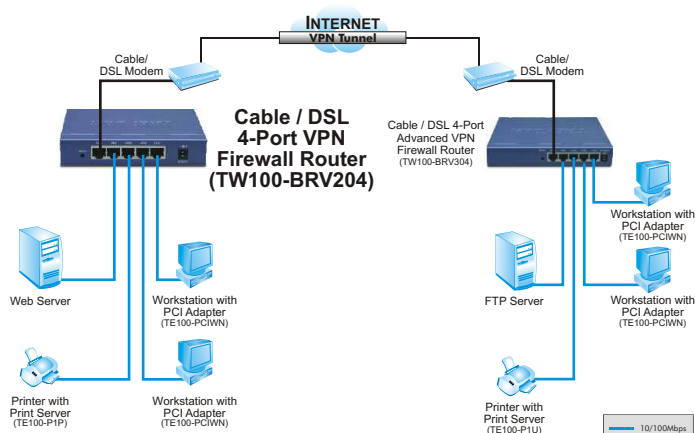 INTERNET
VPN Tunnel
Cable/
DSL Modem
Cable/
DSL Modem
Cable / DSL
4-Port VPN
Firewall Router
(TW100-BRV204)
Cable / DSL 4-Port
Advanced VPN
Firewall Router
(TW100-BRV304)
Web Server
Workstation with
PCI Adapter
(TE100-PCIWN)
Printer with
Print Server
(TE100-P1P)
Workstation with
PCI Adapter
(TE100-PCIWN)
Workstation with
PCI Adapter
(TE100-PCIWN)
FTP Server
Workstation with
PCI Adapter
(TE100-PCIWN)
Printer with
Print Server
(TE100-P1U)
10/100Mbps